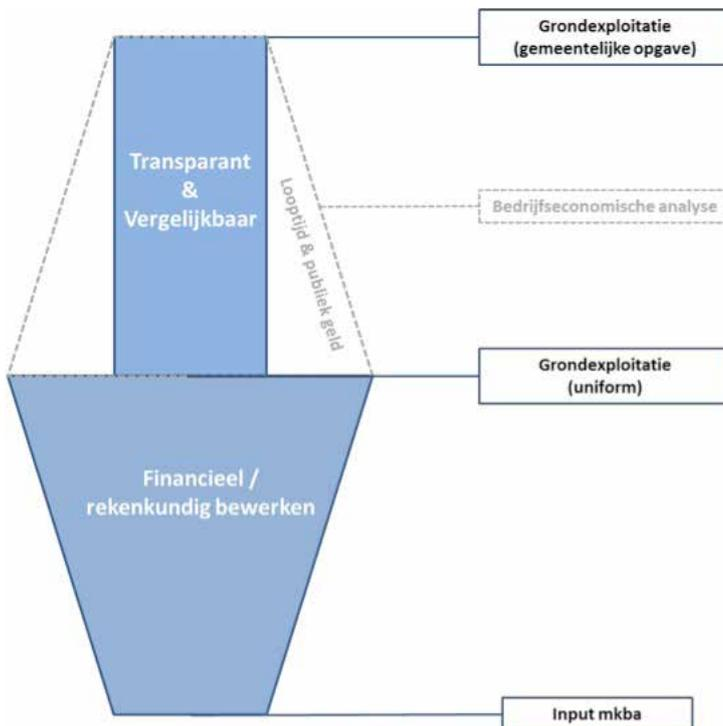 Grondexploitatie
(gemeentelijke opgave)
Transparant
&
Vergelijkbaar
Looptijd & publiek geld
Bedrijfseconomische analyse
Grondexploitatie
(uniform)
Financieel /
rekenkundig bewerken
Input mkba